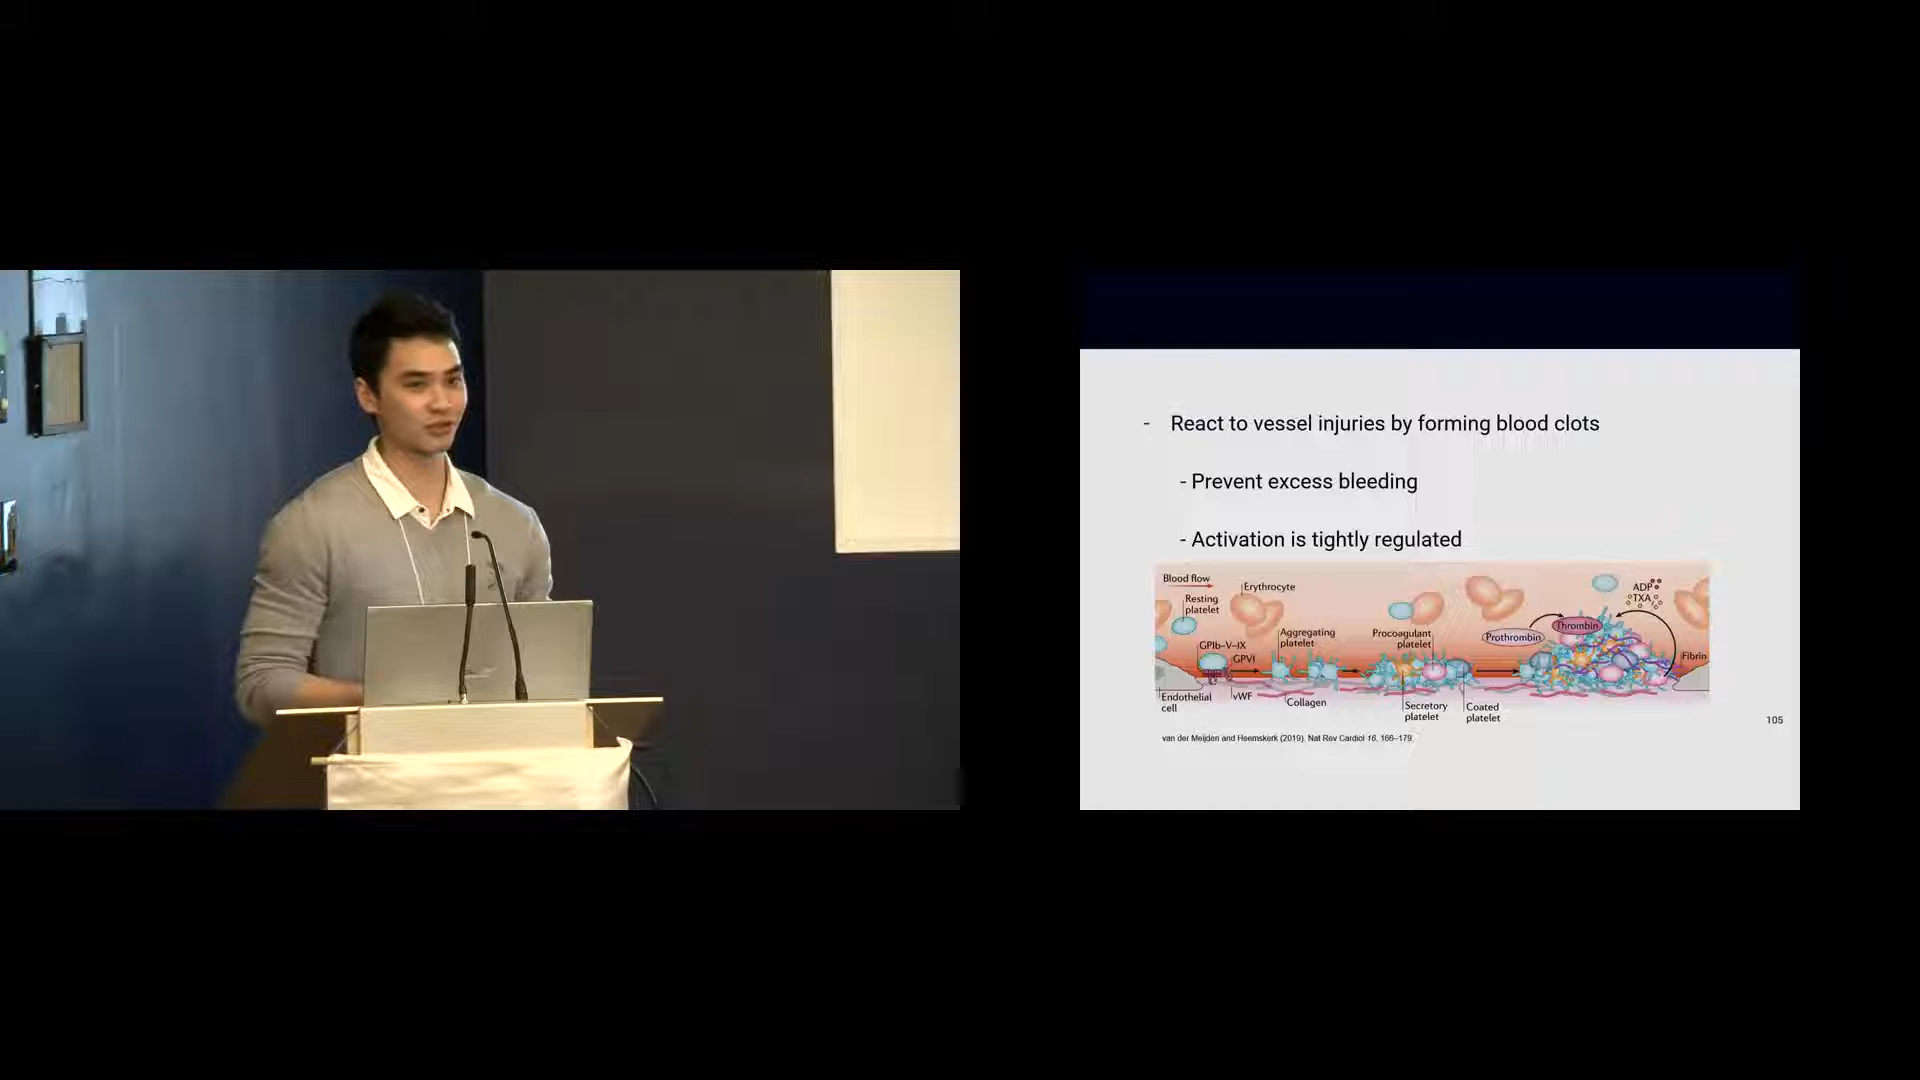 - React to vessel injuries by forming blood clots
- Prevent excess bleeding
- Activation is tightly regulated
Blood flow
Erythrocyte
Resting
platelet
GPIb–V–IX
GPVI
Endothelial
cell
vWF
Aggregating
platelet
Collagen
Procoagulant
platelet
Secretory
platelet
Coated
platelet
Prothrombin
Thrombin
ADP
TXA
Fibrin
105
van der Meijden and Heemskerk (2019). Nat Rev Cardiol 16, 166–179.